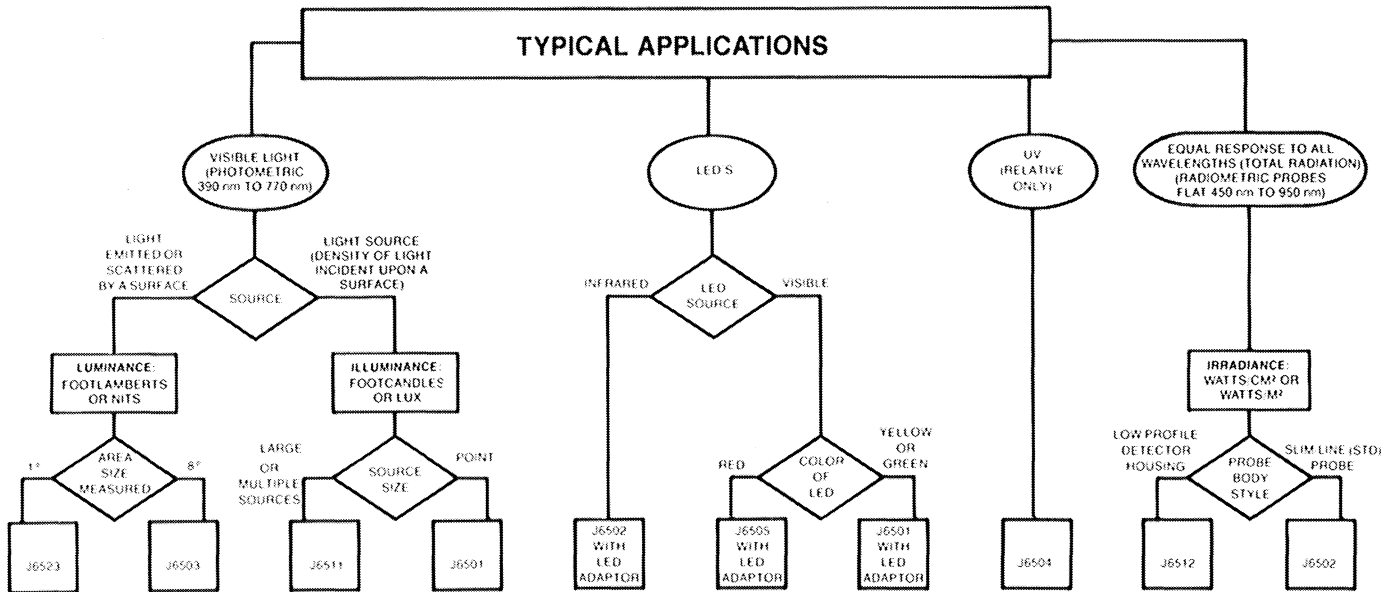 TYPICAL APPLICATIONS
VISIBLE LIGHT
(PHOTOMETRIC
390 nm TO 770 nm)
LED'S
UV
(RELATIVE
ONLY)
EQUAL RESPONSE TO ALL
WAVELENGTHS (TOTAL RADIATION)
(RADIOMETRIC PROBES
FLAT 450 nm TO 950 nm)
LIGHT
EMITTED OR
SCATTERED
BY A SURFACE
SOURCE
LIGHT SOURCE
(DENSITY OF LIGHT
INCIDENT UPON A
SURFACE)
INFRARED
LED
SOURCE
VISIBLE
LUMINANCE:
FOOTLAMBERTS
OR NITS
ILLUMINANCE:
FOOTCANDLES
OR LUX
IRRADIANCE:
WATTS/CM² OR
WATTS/M²
1°
AREA
SIZE
MEASURED
8°
LARGE
OR
MULTIPLE
SOURCES
SOURCE
SIZE
POINT
RED
COLOR
OF
LED
YELLOW
OR
GREEN
LOW PROFILE
DETECTOR
HOUSING
PROBE
BODY
STYLE
SLIM LINE (STD)
PROBE
J6523
J6503
J6511
J6501
J6502
WITH
LED
ADAPTOR
J6505
WITH
LED
ADAPTOR
J6501
WITH
LED
ADAPTOR
J6504
J6512
J6502